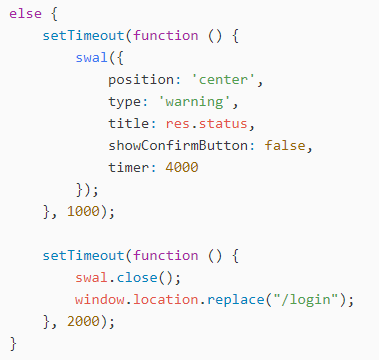 else {
    setTimeout(function () {
        swal({
            position: 'center',
            type: 'warning',
            title: res.status,
            showConfirmButton: false,
            timer: 4000
        });
    }, 1000);

    setTimeout(function () {
        swal.close();
        window.location.replace("/login");
    }, 2000);
}